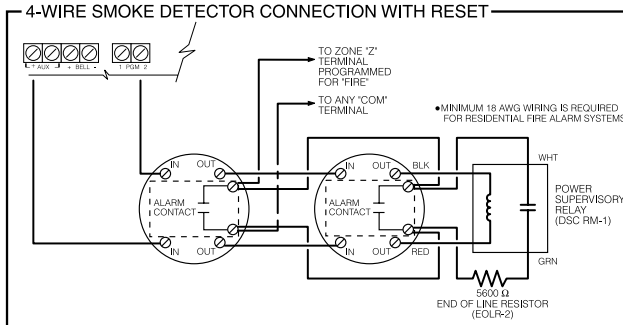 4-WIRE SMOKE DETECTOR CONNECTION WITH RESET
+ AUX -
+ BELL -
1 PGM 2
TO ZONE "Z"
TERMINAL
PROGRAMMED
FOR "FIRE"
TO ANY "COM"
TERMINAL
•MINIMUM 18 AWG WIRING IS REQUIRED
FOR RESIDENTIAL FIRE ALARM SYSTEMS
IN
OUT
ALARM
CONTACT
IN
OUT
IN
OUT
ALARM
CONTACT
IN
OUT
BLK
RED
WHT
POWER
SUPERVISORY
RELAY
(DSC RM-1)
GRN
5600 Ω
END OF LINE RESISTOR
(EOLR-2)